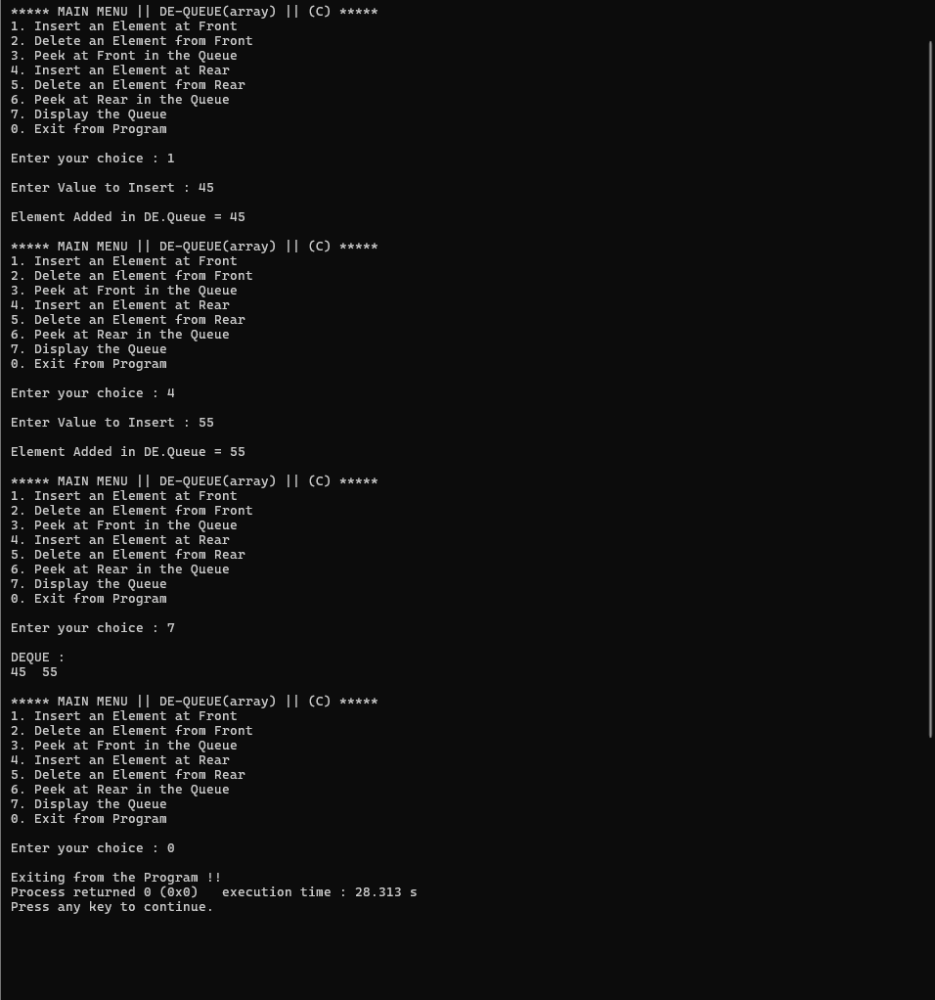 ***** MAIN MENU || DE-QUEUE(array) || (C) *****
1. Insert an Element at Front
2. Delete an Element from Front
3. Peek at Front in the Queue
4. Insert an Element at Rear
5. Delete an Element from Rear
6. Peek at Rear in the Queue
7. Display the Queue
0. Exit from Program
Enter your choice : 1
Enter Value to Insert : 45
Element Added in DE.Queue = 45
***** MAIN MENU || DE-QUEUE(array) || (C) *****
1. Insert an Element at Front
2. Delete an Element from Front
3. Peek at Front in the Queue
4. Insert an Element at Rear
5. Delete an Element from Rear
6. Peek at Rear in the Queue
7. Display the Queue
0. Exit from Program
Enter your choice : 4
Enter Value to Insert : 55
Element Added in DE.Queue = 55
***** MAIN MENU || DE-QUEUE(array) || (C) *****
1. Insert an Element at Front
2. Delete an Element from Front
3. Peek at Front in the Queue
4. Insert an Element at Rear
5. Delete an Element from Rear
6. Peek at Rear in the Queue
7. Display the Queue
0. Exit from Program
Enter your choice : 7
DEQUE :
45  55
***** MAIN MENU || DE-QUEUE(array) || (C) *****
1. Insert an Element at Front
2. Delete an Element from Front
3. Peek at Front in the Queue
4. Insert an Element at Rear
5. Delete an Element from Rear
6. Peek at Rear in the Queue
7. Display the Queue
0. Exit from Program
Enter your choice : 0
Exiting from the Program !!
Process returned 0 (0x0)   execution time : 28.313 s
Press any key to continue.